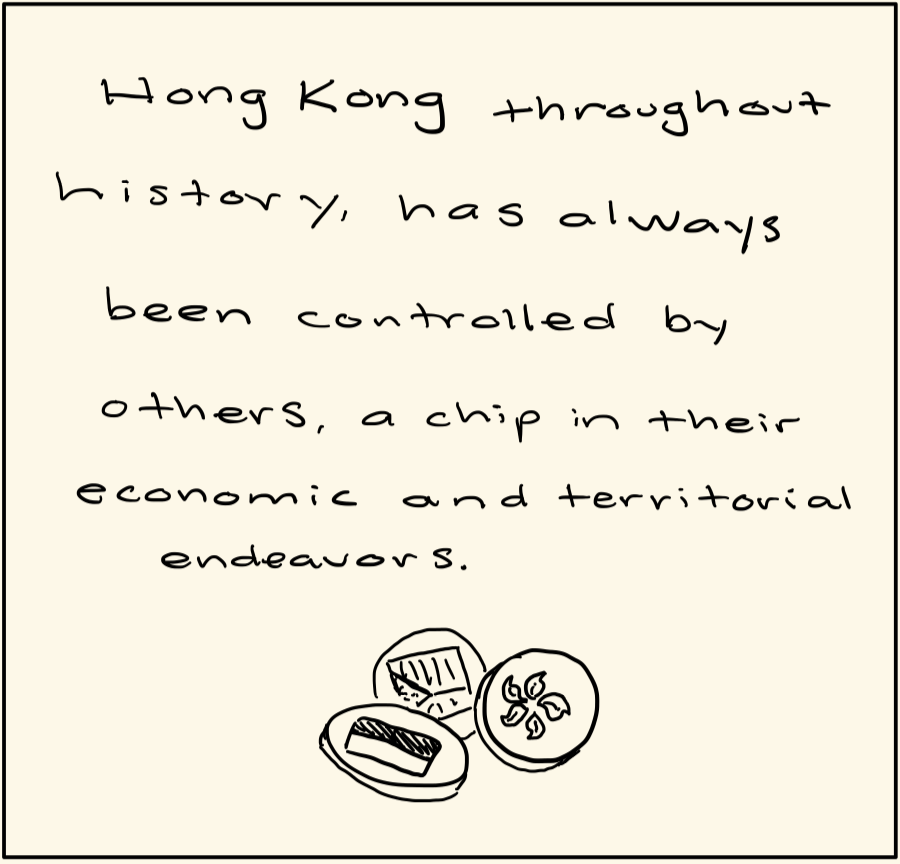 Hong Kong throughout
history, has always
been controlled by
others, a chip in their
economic and territorial
endeavors.